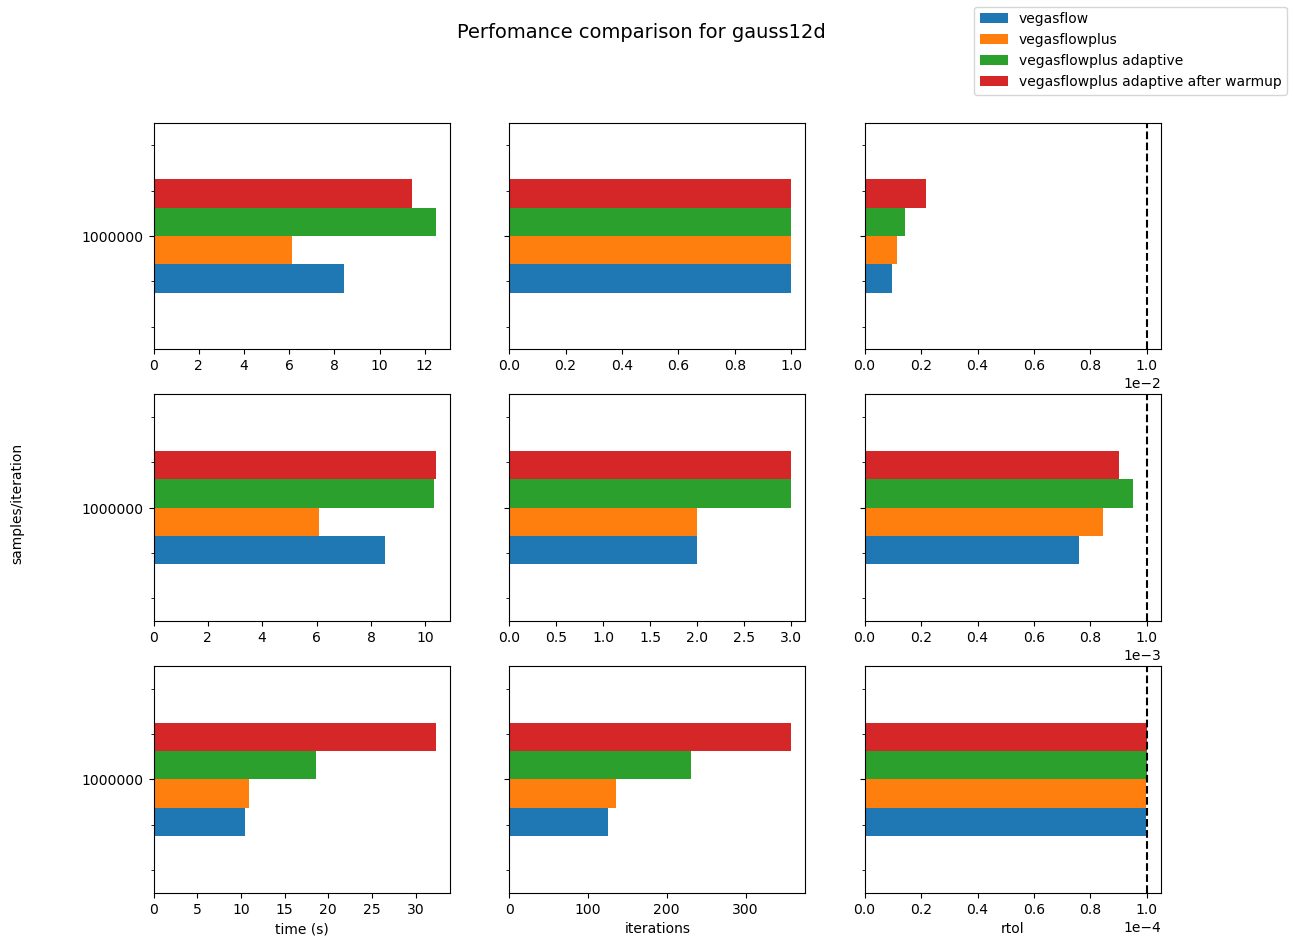 Perfomance comparison for gauss12d
vegasflow
vegasflowplus
vegasflowplus adaptive
vegasflowplus adaptive after warmup
1000000
0 2 4 6 8 10 12
0.0 0.2 0.4 0.6 0.8 1.0
0.0 0.2 0.4 0.6 0.8 1.0
1e−2
samples/iteration
1000000
0 2 4 6 8 10
0.0 0.5 1.0 1.5 2.0 2.5 3.0
0.0 0.2 0.4 0.6 0.8 1.0
1e−3
1000000
0 5 10 15 20 25 30
time (s)
0 100 200 300
iterations
0.0 0.2 0.4 0.6 0.8 1.0
1e−4
rtol